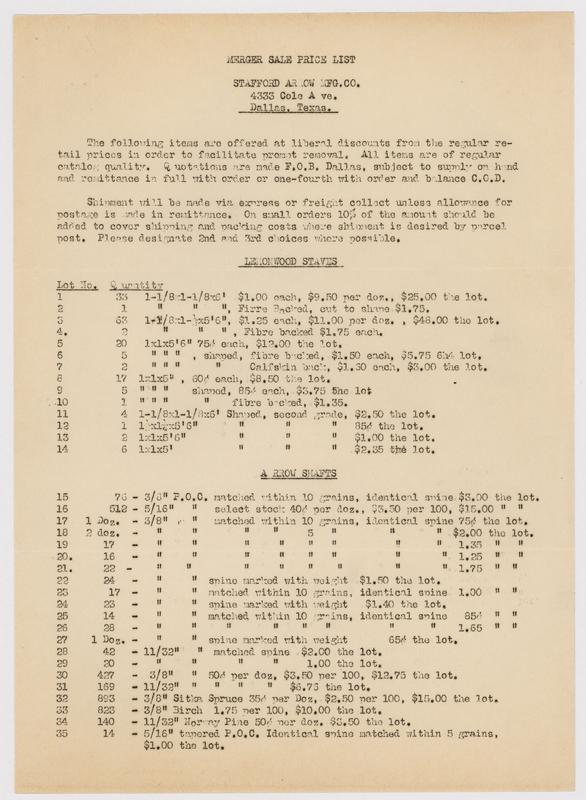 MERGER SALE PRICE LIST
STAFFORD ARROW MFG.CO.
4333 Cole A ve.
Dallas, Texas.
The following items are offered at liberal discounts from the regular re-
tail prices in order to facilitate prompt removal. All items are of regular
catalog quality. Q uotations are made F.O.B. Dallas, subject to supply on hand
and remittance in full with order or one-fourth with order and balance C.O.D.
Shipment will be made via express or freight collect unless allowance for
postage is made in remittance. On small orders 10% of the amount should be
added to cover shipping and packing costs where shipment is desired by parcel
post. Please designate 2nd and 3rd choices where possible.
LEMONWOOD STAVES
Lot No. Quantity
1 33 1-1/8x1-1/8x6' $1.00 each, $9.50 per doz., $25.00 the lot.
2 1 " " ", Firre Backed, cut to shape $1.75.
3 63 , $1.25 each, $11.00 per doz. , $48.00 the lot.
4. 2 " " " , Fibre backed $1.75 each.
5 20 1x1x5'6" 75¢ each, $12.00 the lot.
6 5 " " " , shaped, fibre backed, $1.50 each, $5.75 the lot.
7 2 " " " " Calfskin back, $1.60 each, $3.00 the lot.
8 17 1x1x5" , 60¢ each, $8.50 the lot.
9 5 " " " shaped, 85¢ each, $3.75 the lot
10 1 " " " " fibre backed, $1.35.
11 4 1-1/8x1-1/8x6' Shaped, second grade, $2.50 the lot.
12 1 " " " 85¢ the lot.
13 2 1x1x5'6" " " " $1.00 the lot.
14 6 1x1x5' " " " $2.35 the lot.
A RROW SHAFTS
15 76 - 3/8" P.O.C. matched within 10 grains, identical spine $3.00 the lot.
16 512 - 5/16" " select stock 40¢ per doz., $3.50 per 100, $15.00 " "
17 1 Doz. - 3/8" " " matched within 10 grains, identical spine 75¢ the lot.
18 2 doz. - " " " " 5 " " " $2.00 the lot.
19 17 - " " " " " " " " 1.35 " "
20. 16 - " " " " " " " " 1.25 " "
21. 22 - " " " " " " " " 1.75 " "
22 24 - " " spine marked with weight $1.50 the lot.
23 17 - " " matched within 10 grains, identical spine 1.00 " "
24 23 - " " spine marked with weight $1.40 the lot.
25 14 - " " matched within 10 grains, identical spine 85¢ " "
26 28 - " " " " " " " " 1.65 " "
27 1 Doz. - " " spine marked with weight 65¢ the lot.
28 42 - 11/32" " matched spine $2.00 the lot.
29 20 - " " " " 1.00 the lot.
30 427 - 3/8" " 50¢ per doz, $3.50 per 100, $12.75 the lot.
31 169 - 11/32" " " " " $6.75 the lot.
32 893 - 3/8" Sitka Spruce 35¢ per Doz, $2.50 per 100, $15.00 the lot.
33 823 - 3/8" Birch 1.75 per 100, $10.00 the lot.
34 140 - 11/32" Norway Pine 50¢ per doz. $3.50 the lot.
35 14 - 5/16" tapered P.O.C. Identical spine matched within 5 grains,
$1.00 the lot.